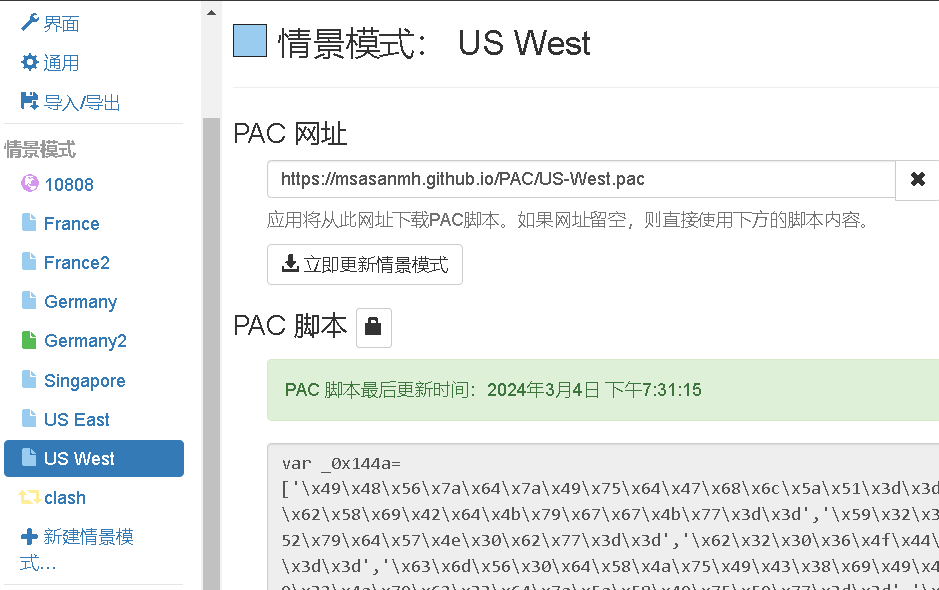 界面
通用
导入/导出
情景模式
10808
France
France2
Germany
Germany2
Singapore
US East
US West
clash
新建情景模
式...
情景模式： US West
PAC 网址
https://msasanmh.github.io/PAC/US-West.pac
应用将从此网址下载PAC脚本。如果网址留空，则直接使用下方的脚本内容。
立即更新情景模式
PAC 脚本
PAC 脚本最后更新时间：2024年3月4日 下午7:31:15
var _0x144a=
['\x49\x48\x56\x7a\x64\x7a\x49\x75\x64\x47\x68\x6c\x5a\x51\x3d\x3d
\x62\x58\x69\x42\x64\x4b\x79\x67\x67\x4b\x77\x3d\x3d','\x59\x32\x3
52\x79\x64\x57\x4e\x30\x62\x77\x3d\x3d','\x62\x32\x30\x36\x4f\x44\
\x3d\x3d','\x63\x6d\x56\x30\x64\x58\x4a\x75\x49\x43\x38\x69\x49\x4